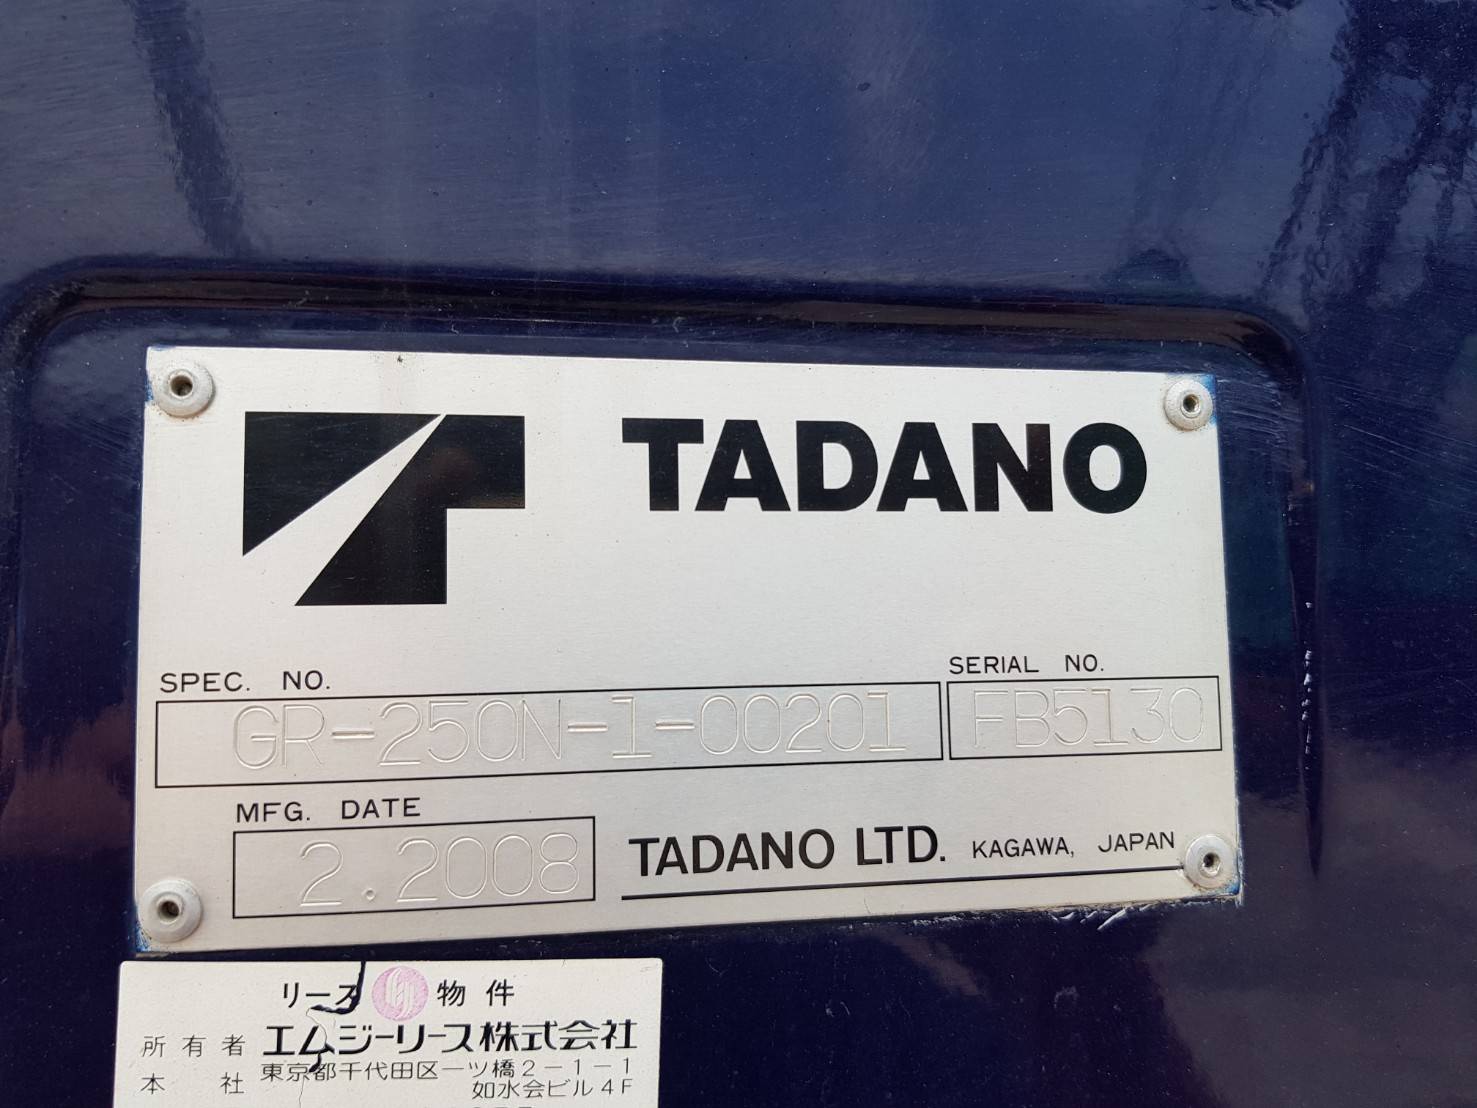 TADANO
SPEC. NO.
SERIAL NO.
GR-250N-1-00201
FB5130
MFG. DATE
2.2008
TADANO LTD. KAGAWA, JAPAN
リース物件
所有者 エムジーリース株式会社
本社 東京都千代田区一ツ橋2-1-1
如水会ビル4F